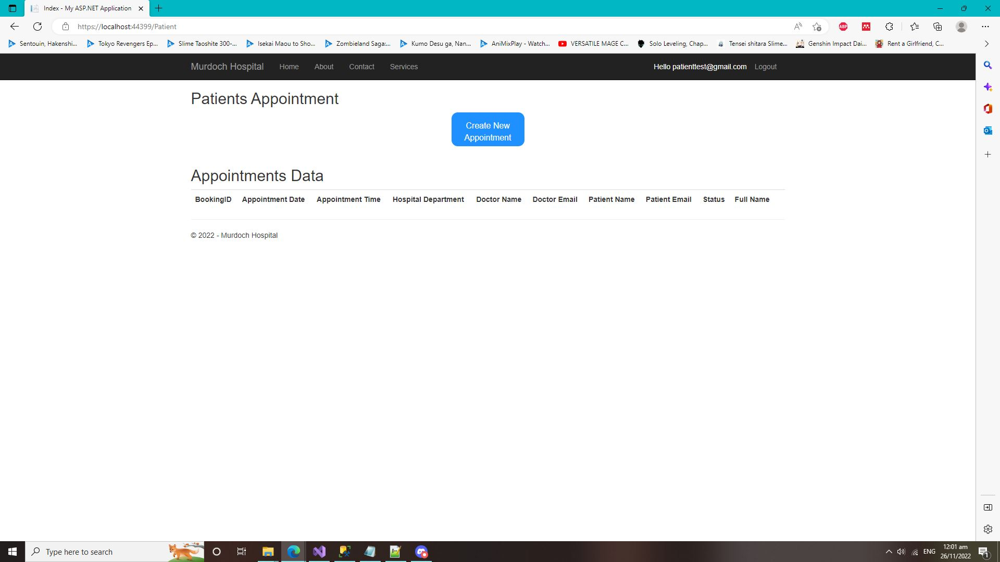 Index - My ASP.NET Application
https://localhost:44399/Patient
ABP
Sentouin, Hakenshi...
Tokyo Revengers Ep...
Slime Taoshite 300-...
Isekai Maou to Sho...
Zombieland Saga:...
Kumo Desu ga, Nan...
AniMixPlay - Watch...
VERSATILE MAGE C...
Solo Leveling, Chap...
Tensei shitara Slime...
Genshin Impact Dai...
Rent a Girlfriend, C...
Murdoch Hospital Home About Contact Services Hello patienttest@gmail.com Logout
Patients Appointment
Create New
Appointment
Appointments Data
BookingID Appointment Date Appointment Time Hospital Department Doctor Name Doctor Email Patient Name Patient Email Status Full Name
© 2022 - Murdoch Hospital
Type here to search
ENG
12:01 am
26/11/2022
1